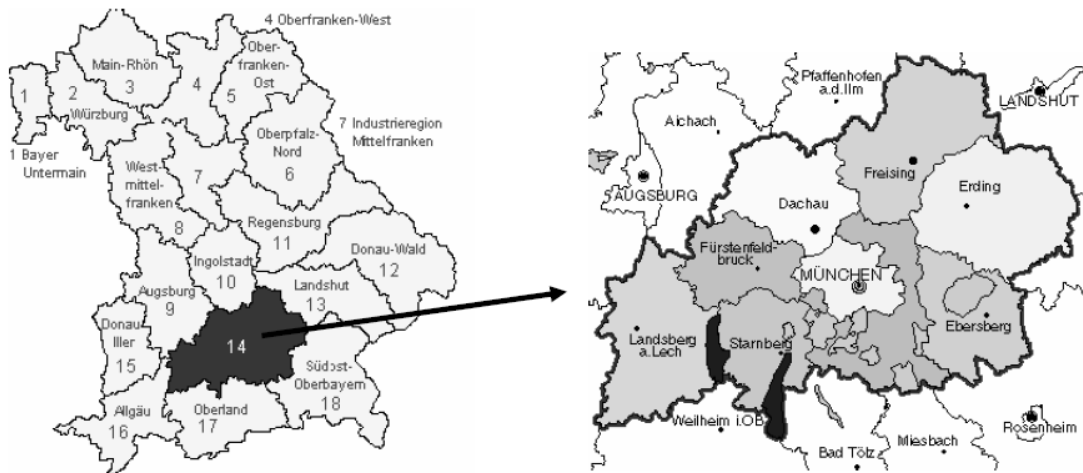 4 Oberfranken-West
Ober-
franken-
Ost
5
Main-Rhön
3
4
1
2
Würzburg
Oberpfalz-
Nord
6
7 Industrieregion
Mittelfranken
1 Bayer
Untermain
West-
mittel-
franken
8
7
Regensburg
11
Donau-Wald
12
Ingolstadt
10
Landshut
13
Augsburg
9
14
Donau-
Iller
15
Südost-
Oberbayern
18
Allgäu
16
Oberland
17
Pfaffenhofen
a.d.Ilm
LANDSHUT
Aichach
AUGSBURG
Freising
Erding
Dachau
Fürstenfeld-
bruck
MÜNCHEN
Landsberg
a.Lech
Starnberg
Ebersberg
Weilheim i.OB
Bad Tölz
Miesbach
Rosenheim